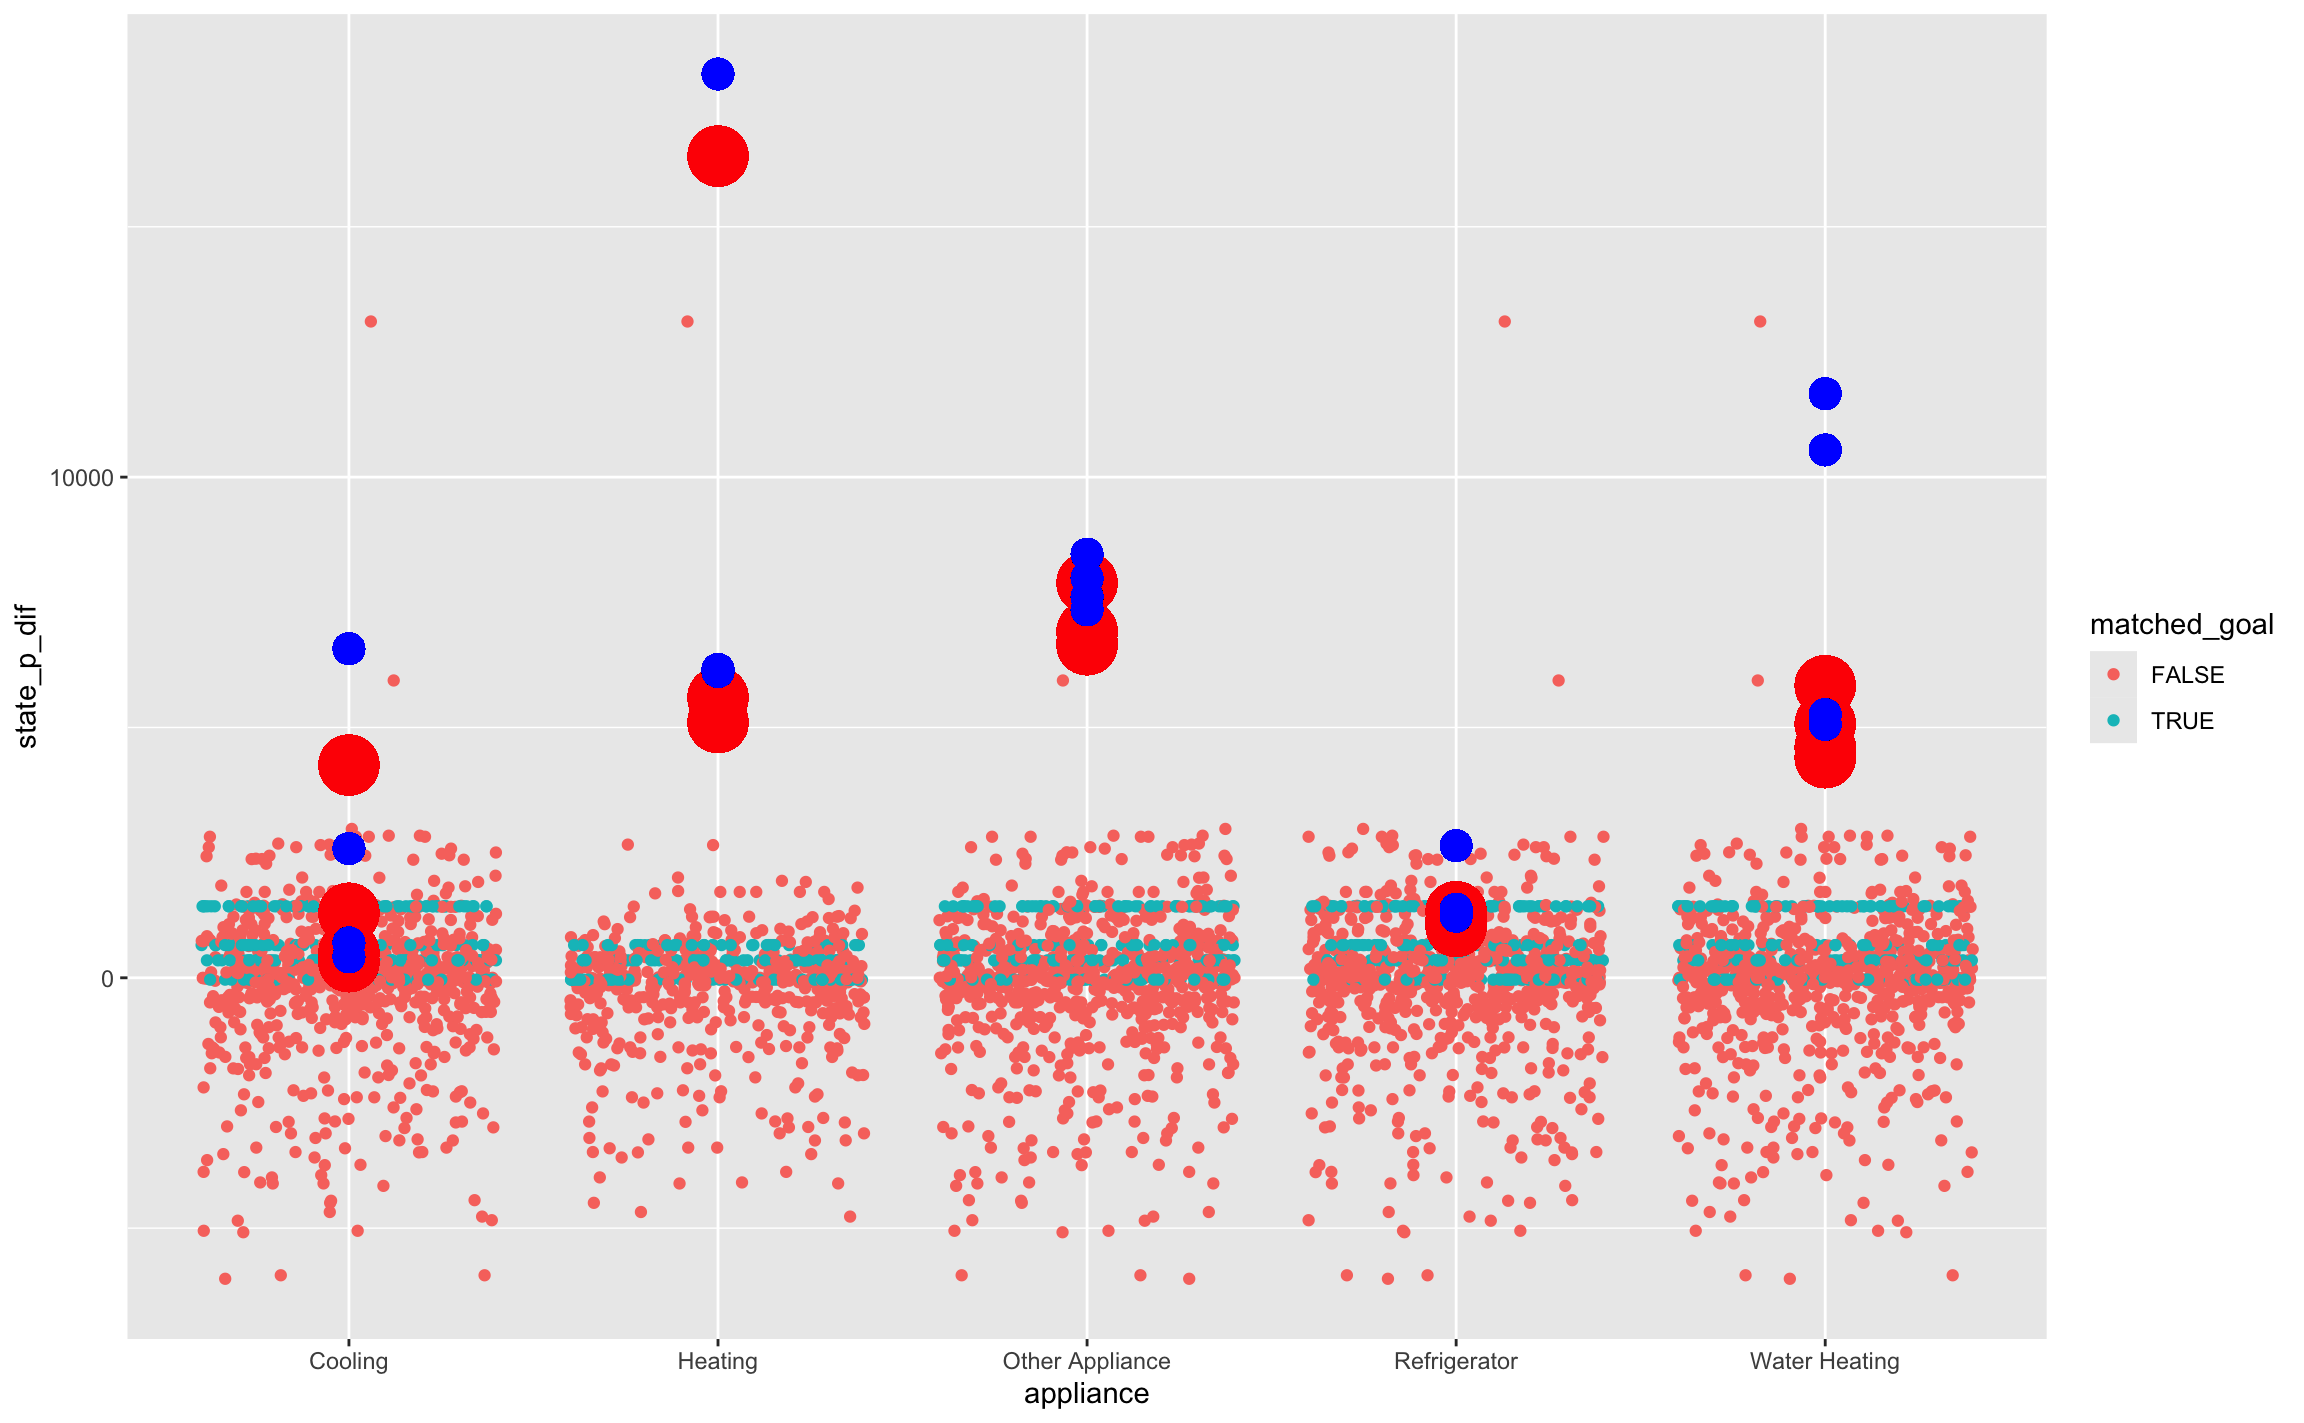 10000
0
state_p_dif
Cooling
Heating
Other Appliance
Refrigerator
Water Heating
appliance
matched_goal
FALSE
TRUE